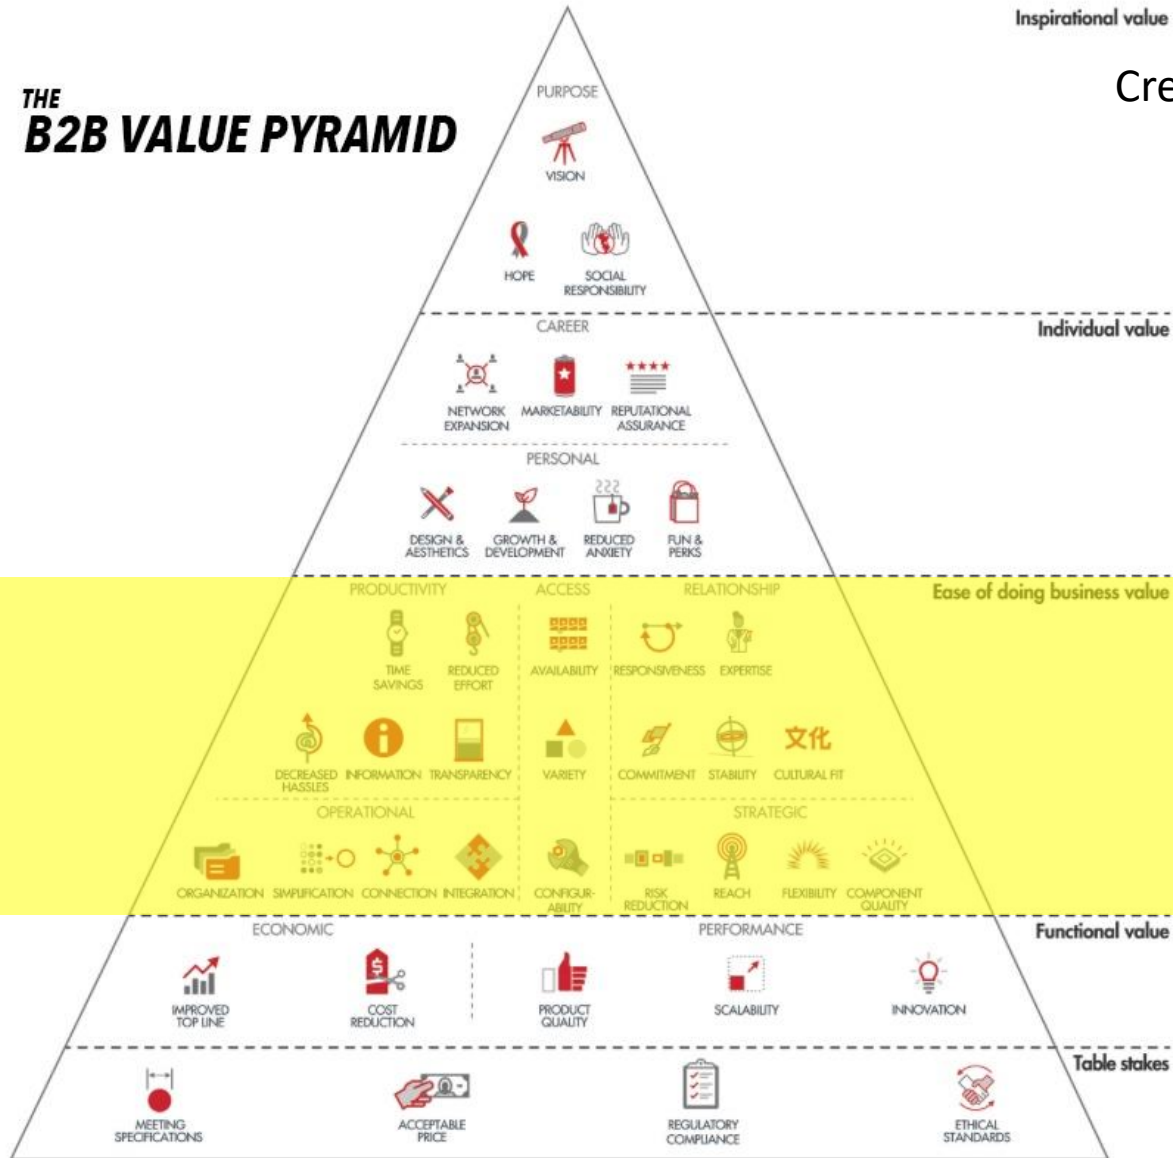 Inspirational value
Cre
THE
B2B VALUE PYRAMID
PURPOSE
VISION
HOPE
SOCIAL
RESPONSIBILITY
Individual value
CAREER
NETWORK
EXPANSION
MARKETABILITY
REPUTATIONAL
ASSURANCE
PERSONAL
DESIGN &
AESTHETICS
GROWTH &
DEVELOPMENT
REDUCED
ANXIETY
FUN &
PERKS
Ease of doing business value
PRODUCTIVITY
ACCESS
RELATIONSHIP
TIME
SAVINGS
REDUCED
EFFORT
AVAILABILITY
RESPONSIVENESS
EXPERTISE
文化
DECREASED
HASSLES
INFORMATION
TRANSPARENCY
VARIETY
COMMITMENT
STABILITY
CULTURAL FIT
OPERATIONAL
STRATEGIC
ORGANIZATION
SIMPLIFICATION
CONNECTION
INTEGRATION
CONFIGUR-
ABILITY
RISK
REDUCTION
REACH
FLEXIBILITY
COMPONENT
QUALITY
Functional value
ECONOMIC
PERFORMANCE
$
IMPROVED
TOP LINE
COST
REDUCTION
PRODUCT
QUALITY
SCALABILITY
INNOVATION
Table stakes
MEETING
SPECIFICATIONS
ACCEPTABLE
PRICE
REGULATORY
COMPLIANCE
ETHICAL
STANDARDS